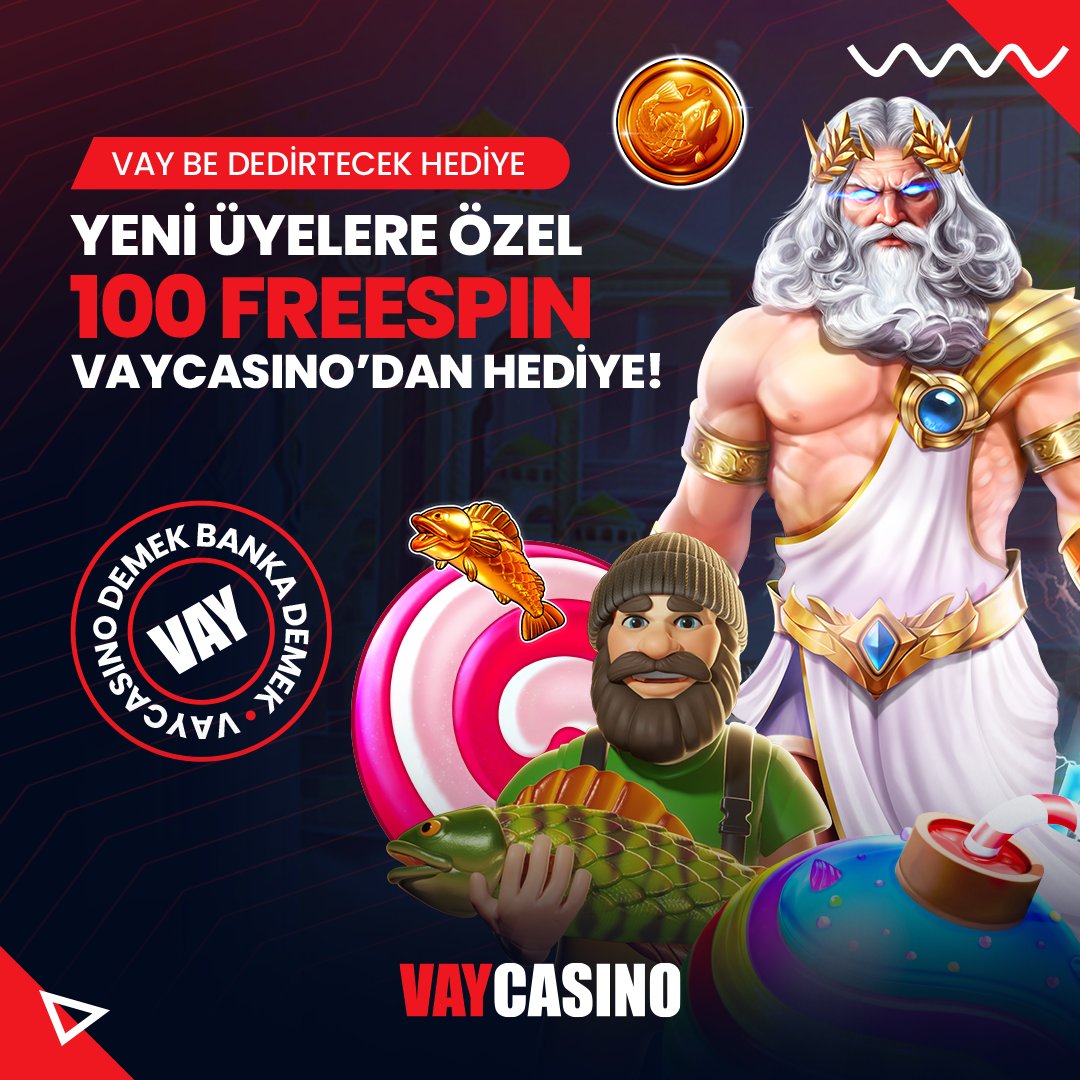 VAY BE DEDİRTECEK HEDİYE
YENİ ÜYELERE ÖZEL
100 FREESPIN
VAYCASINO’DAN HEDİYE!
VAYCASINO DEMEK BANKA DEMEK •
VAY
VAYCASINO